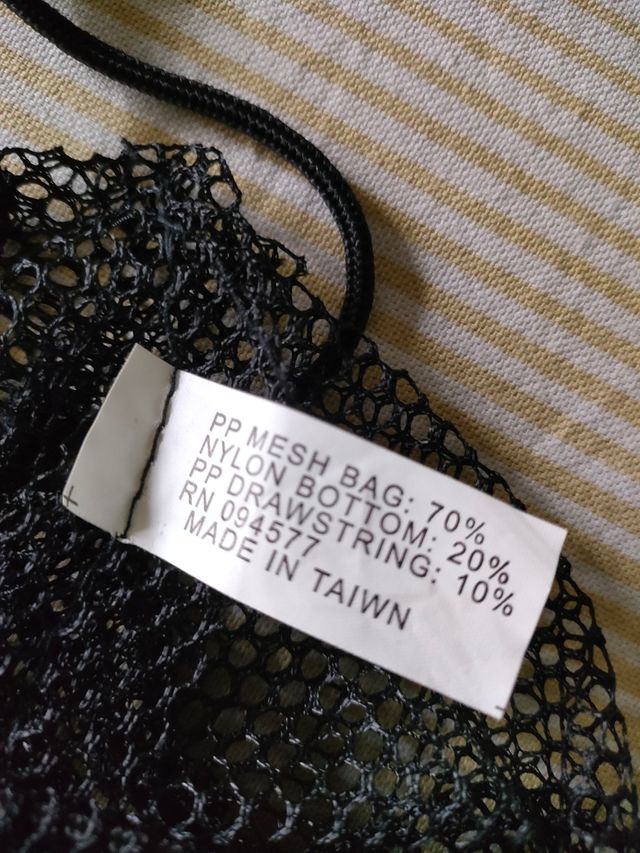 PP MESH BAG: 70%
NYLON BOTTOM: 20%
PP DRAWSTRING: 10%
RN 094577
MADE IN TAIWN